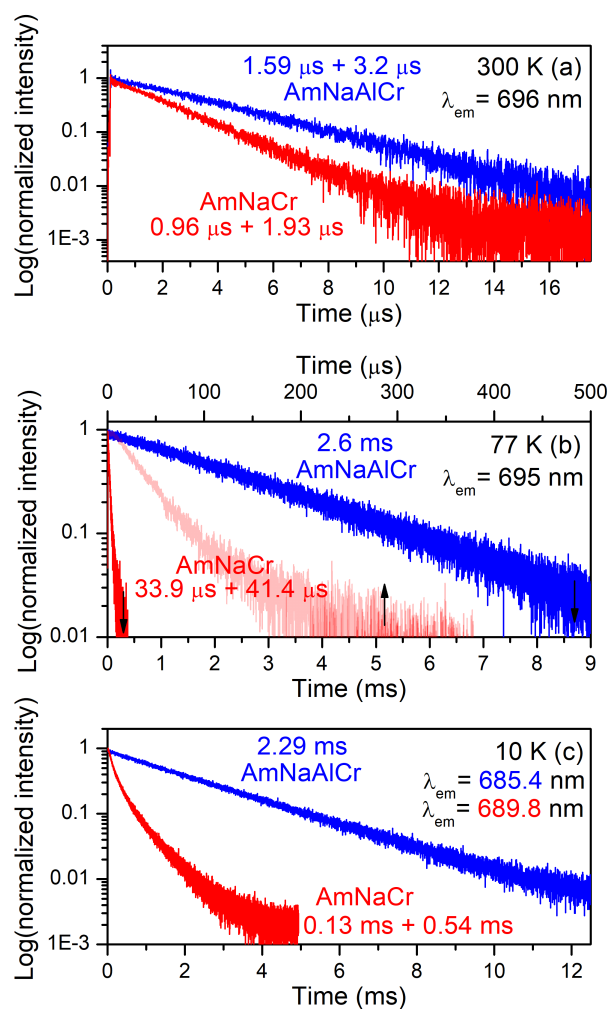 1.59 μs + 3.2 μs
AmNaAlCr
300 K (a)
λem= 696 nm
Log(normalized intensity)
1
0.1
0.01
1E-3
AmNaCr
0.96 μs + 1.93 μs
0 2 4 6 8 10 12 14 16
Time (μs)
Time (μs)
0 100 200 300 400 500
Log(normalized intensity)
1
0.1
0.01
2.6 ms
AmNaAlCr
77 K (b)
λem= 695 nm
AmNaCr
33.9 μs + 41.4 μs
0 1 2 3 4 5 6 7 8 9
Time (ms)
Log(normalized intensity)
1
0.1
0.01
1E-3
2.29 ms
AmNaAlCr
10 K (c)
λem= 685.4 nm
λem= 689.8 nm
AmNaCr
0.13 ms + 0.54 ms
0 2 4 6 8 10 12
Time (ms)